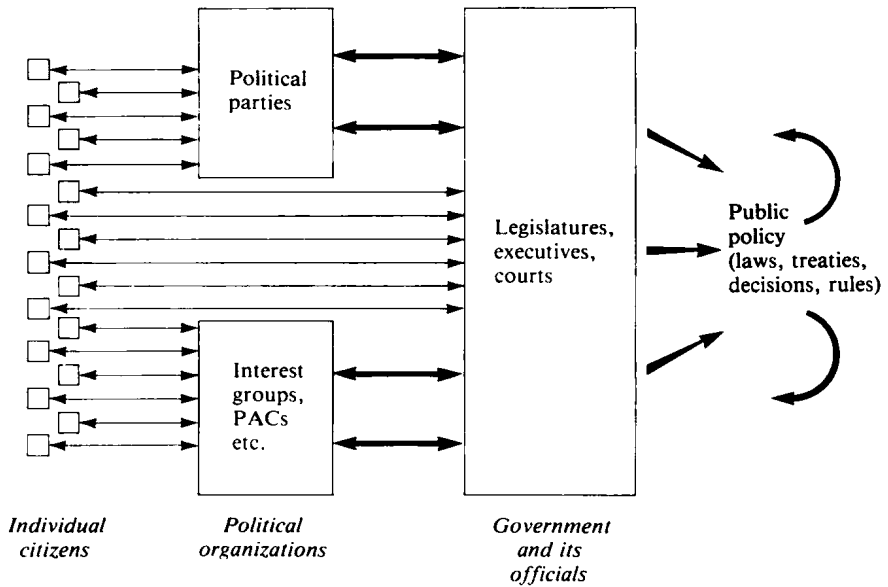 Political
parties
Legislatures,
executives,
courts
Public
policy
(laws, treaties,
decisions, rules)
Interest
groups,
PACs
etc.
Individual
citizens
Political
organizations
Government
and its
officials